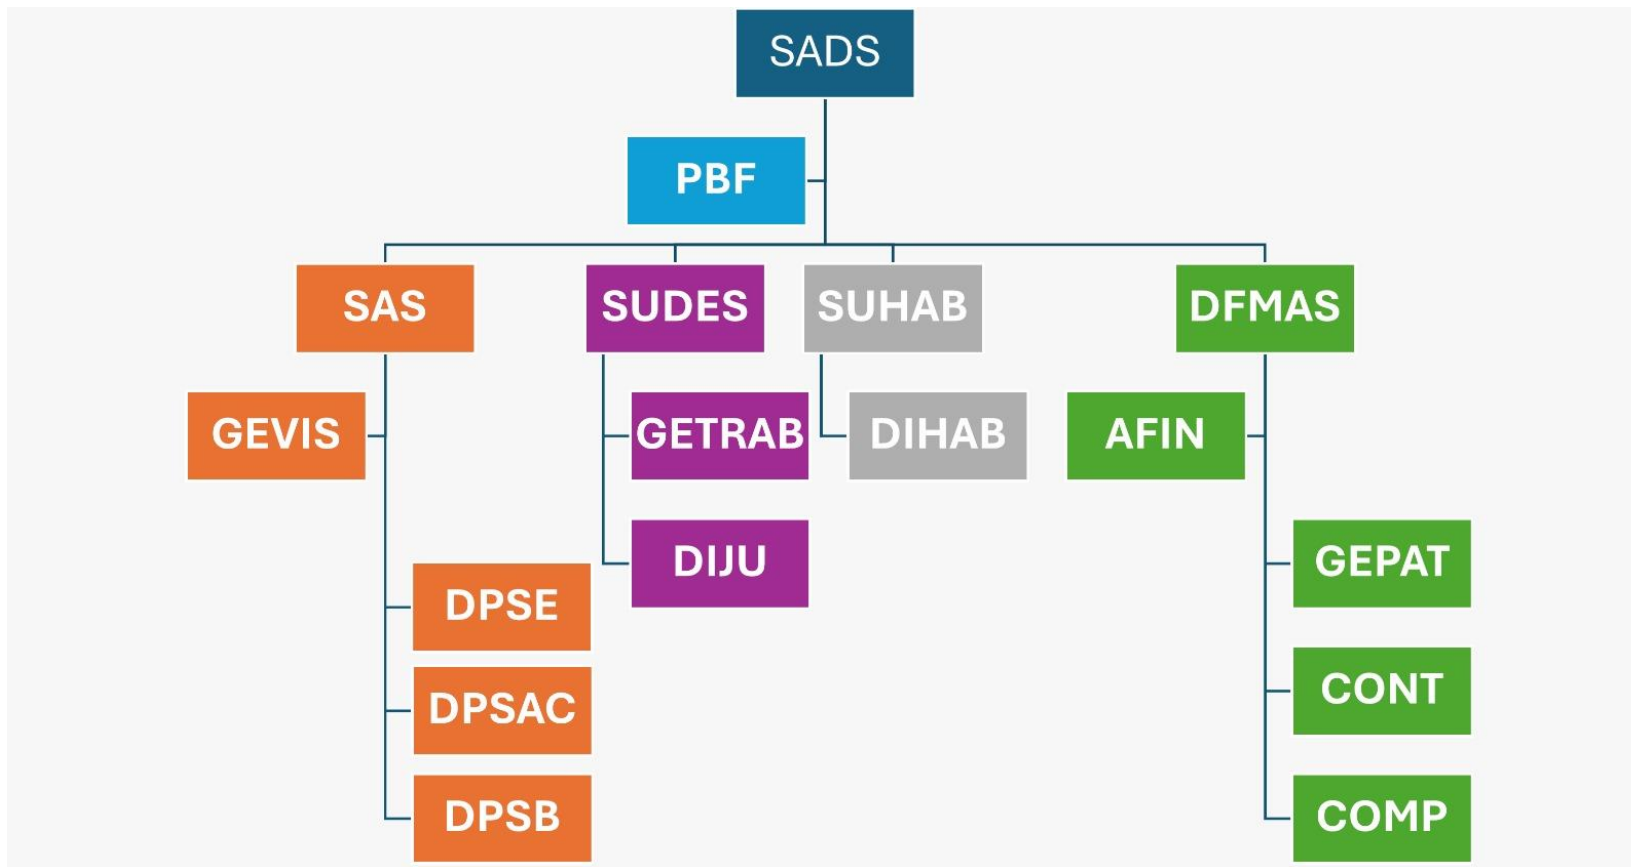 SADS
PBF
SAS
SUDES
SUHAB
DFMAS
GEVIS
GETRAB
DIHAB
AFIN
DIJU
GEPAT
DPSE
CONT
DPSAC
DPSB
COMP